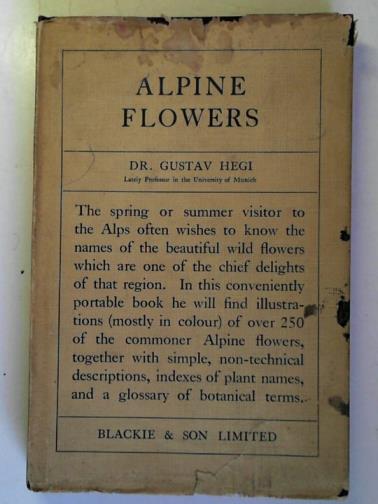 ALPINE
FLOWERS
DR. GUSTAV HEGI
Lately Professor in the University of Munich
The spring or summer visitor to
the Alps often wishes to know the
names of the beautiful wild flowers
which are one of the chief delights
of that region. In this conveniently
portable book he will find illustra-
tions (mostly in colour) of over 250
of the commoner Alpine flowers,
together with simple, non-technical
descriptions, indexes of plant names,
and a glossary of botanical terms.
BLACKIE & SON LIMITED